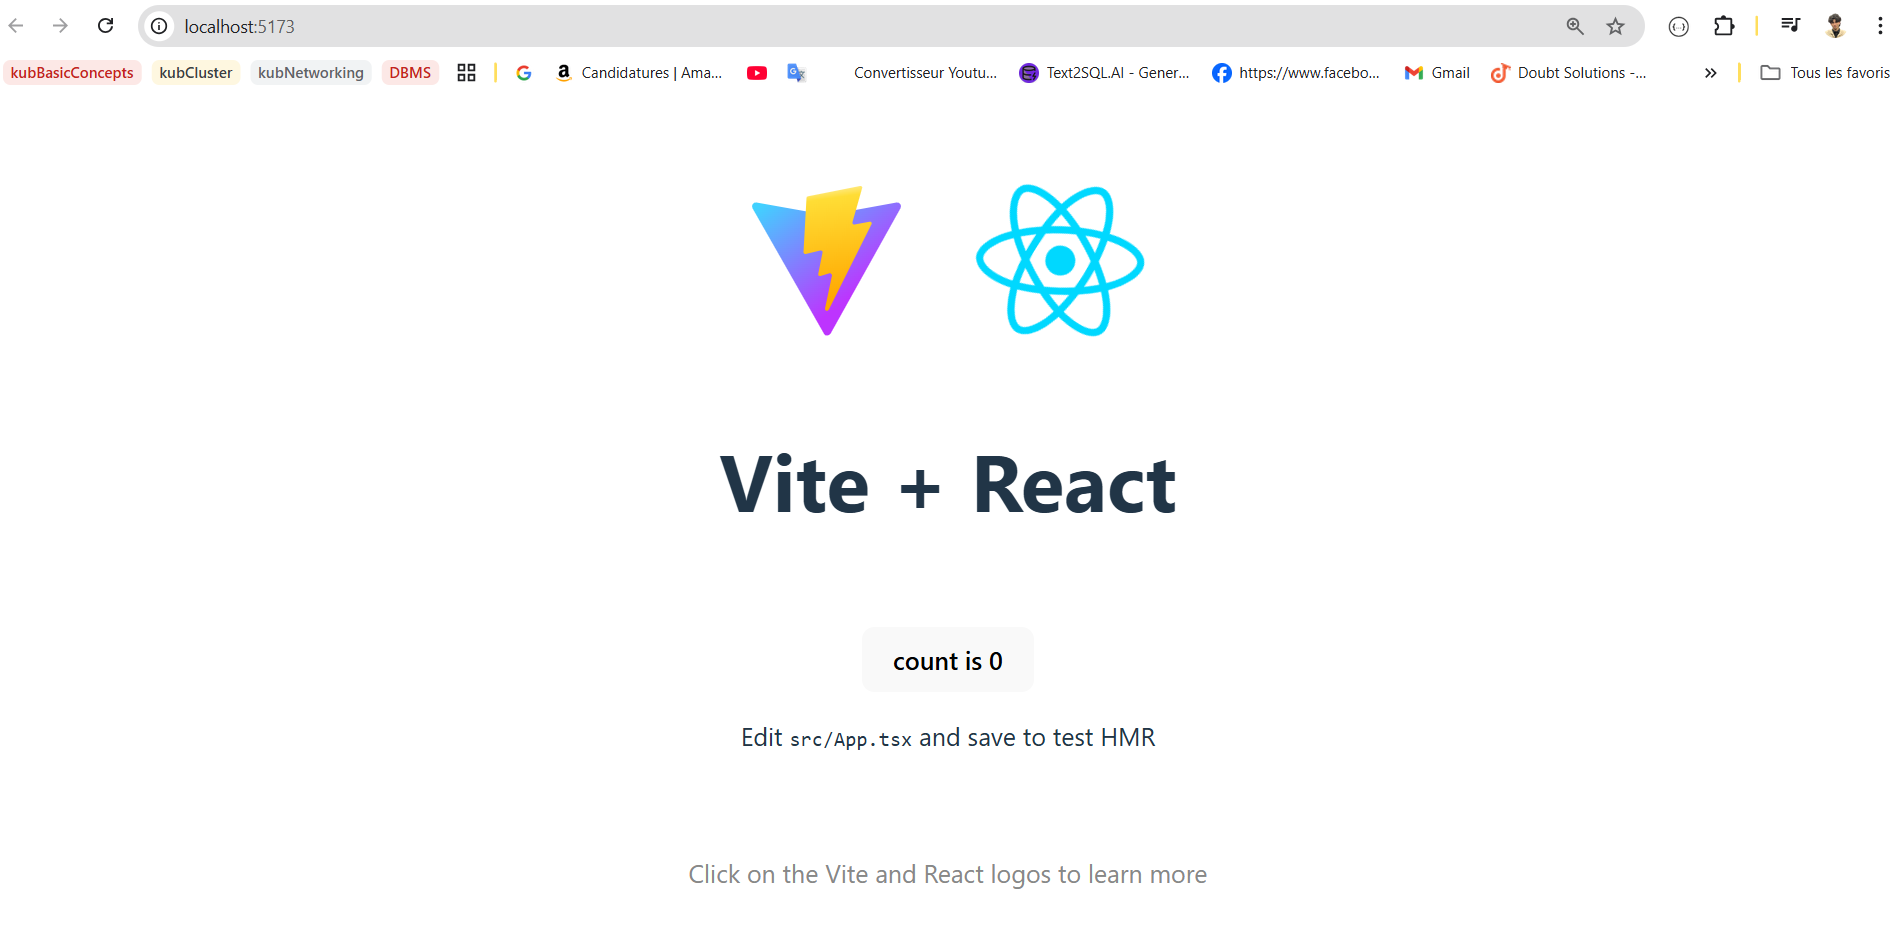 localhost:5173
kubBasicConcepts kubCluster kubNetworking DBMS Candidatures | Ama... Convertisseur Youtu... Text2SQL.AI - Gener... https://www.facebo... Gmail Doubt Solutions -... » Tous les favoris
Vite + React
count is 0
Edit src/App.tsx and save to test HMR
Click on the Vite and React logos to learn more